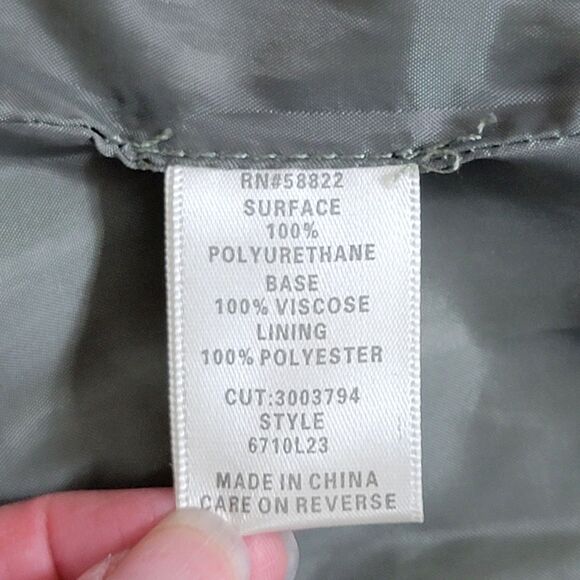 RN#58822
SURFACE
100%
POLYURETHANE
BASE
100% VISCOSE
LINING
100% POLYESTER
CUT:3003794
STYLE
6710L23
MADE IN CHINA
CARE ON REVERSE